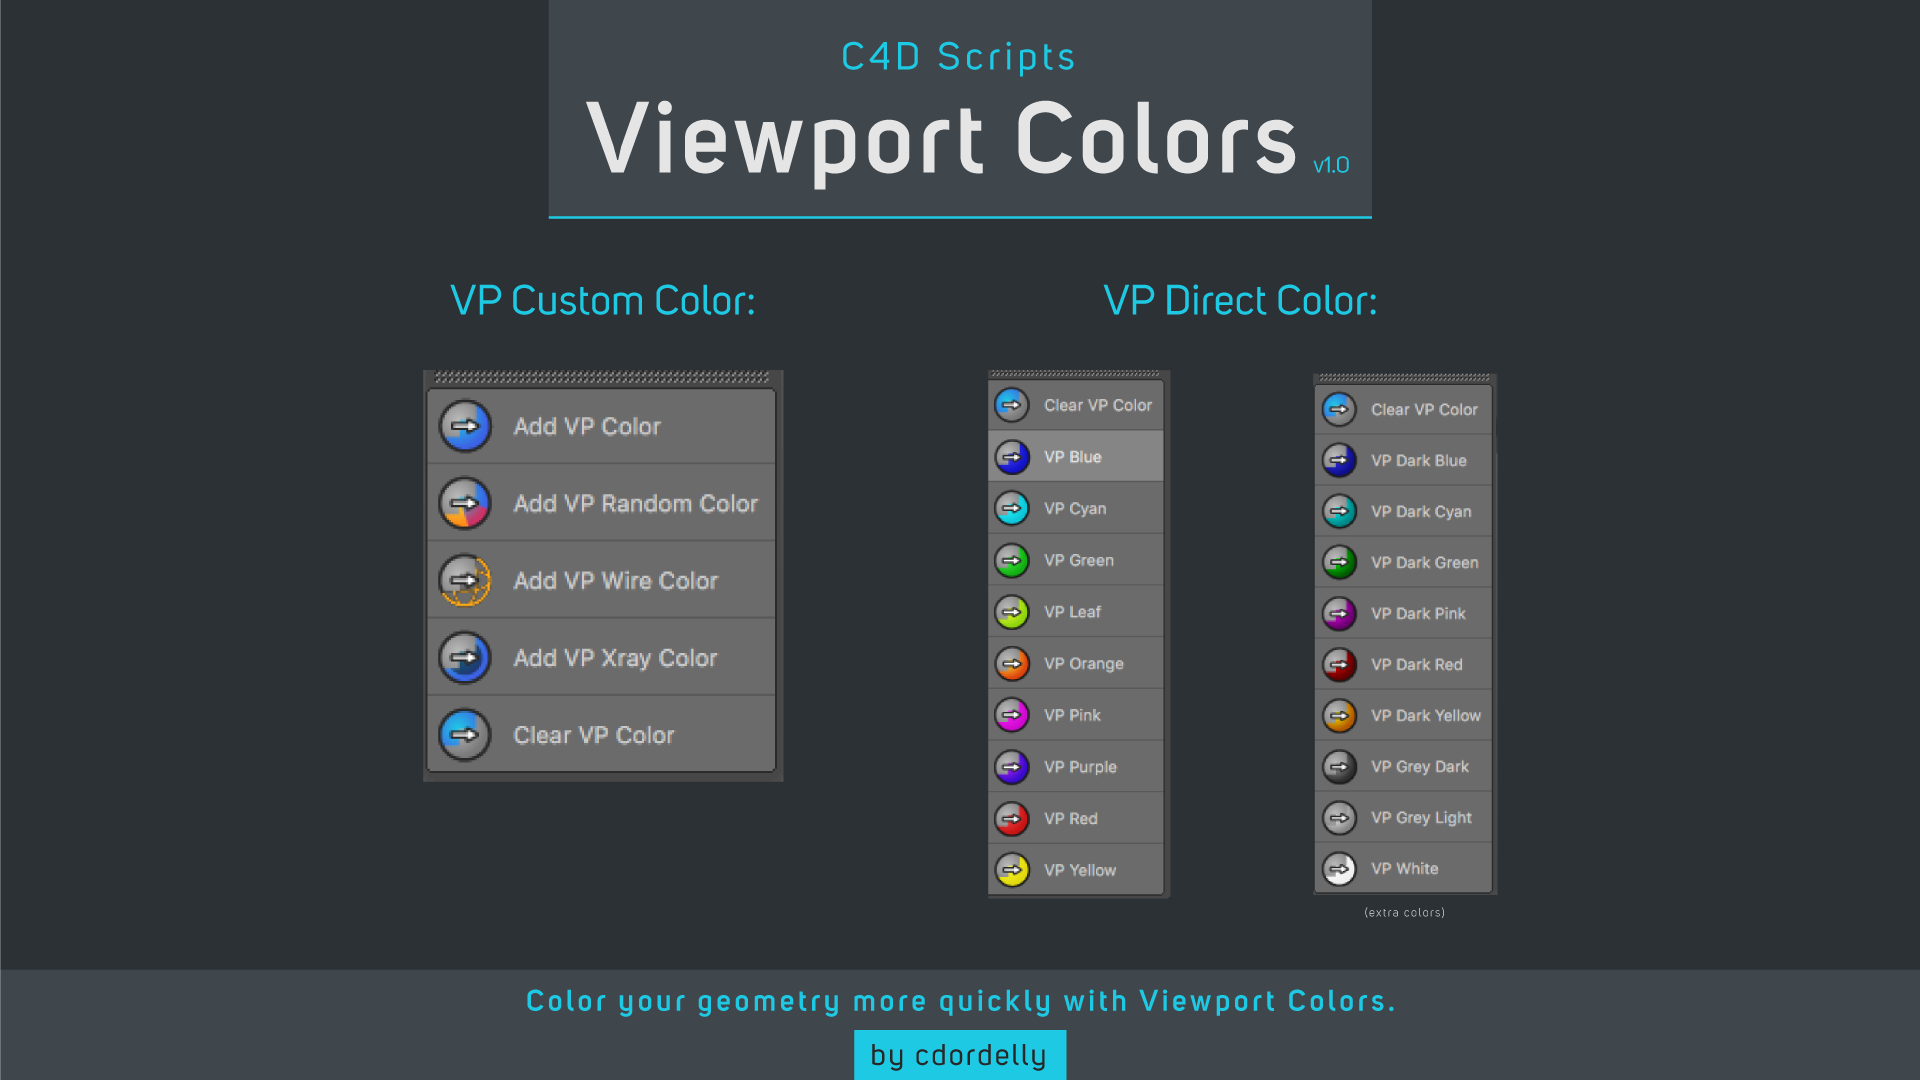 C4D Scripts
Viewport Colors v1.0
VP Custom Color:
Add VP Color
Add VP Random Color
Add VP Wire Color
Add VP Xray Color
Clear VP Color
VP Direct Color:
Clear VP Color
VP Blue
VP Cyan
VP Green
VP Leaf
VP Orange
VP Pink
VP Purple
VP Red
VP Yellow
Clear VP Color
VP Dark Blue
VP Dark Cyan
VP Dark Green
VP Dark Pink
VP Dark Red
VP Dark Yellow
VP Grey Dark
VP Grey Light
VP White
(extra colors)
Color your geometry more quickly with Viewport Colors.
by cdordelly